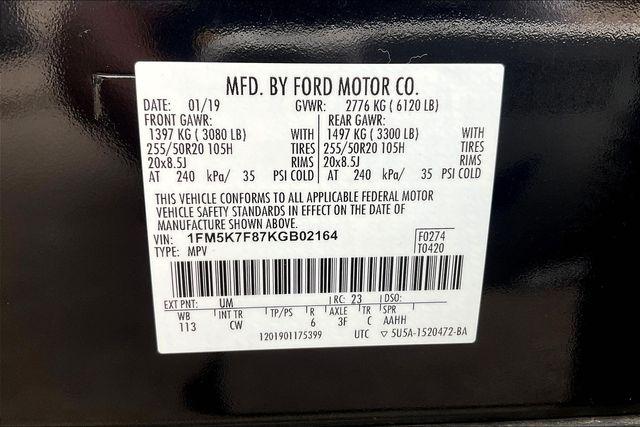 MFD. BY FORD MOTOR CO.
DATE: 01/19 GVWR: 2776 KG ( 6120 LB)
FRONT GAWR: REAR GAWR:
1397 KG ( 3080 LB) WITH 1497 KG ( 3300 LB) WITH
255/50R20 105H TIRES 255/50R20 105H TIRES
20x8.5J RIMS 20x8.5J RIMS
AT 240 kPa/ 35 PSI COLD AT 240 kPa/ 35 PSI COLD
THIS VEHICLE CONFORMS TO ALL APPLICABLE FEDERAL MOTOR
VEHICLE SAFETY STANDARDS IN EFFECT ON THE DATE OF
MANUFACTURE SHOWN ABOVE.
VIN: 1FM5K7F87KGB02164 F0274
TYPE: MPV T0420
EXT PNT: UM RC: 23 DSO:
WB INT TR TP/PS R AXLE TR SPR
113 CW 6 3F C AAHH
1201901175399 UTC ▽ 5U5A-1520472-BA